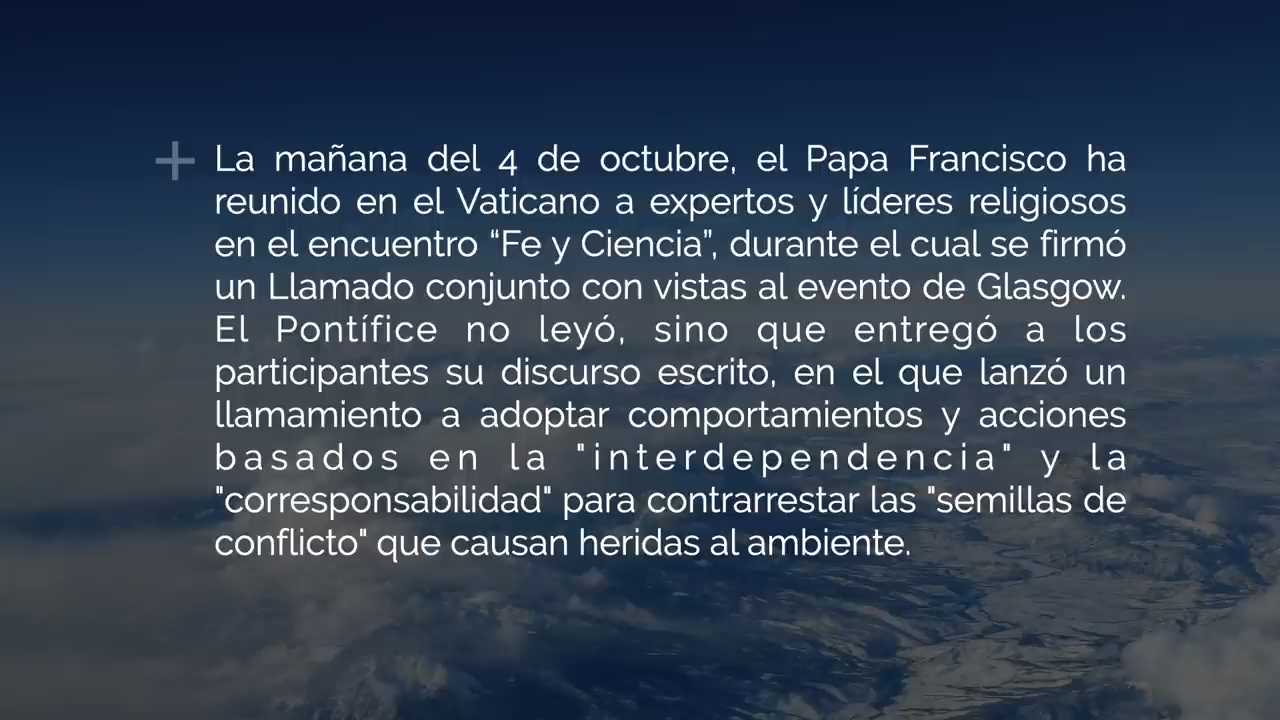 La mañana del 4 de octubre, el Papa Francisco ha
reunido en el Vaticano a expertos y líderes religiosos
en el encuentro “Fe y Ciencia”, durante el cual se firmó
un Llamado conjunto con vistas al evento de Glasgow.
El Pontífice no leyó, sino que entregó a los
participantes su discurso escrito, en el que lanzó un
llamamiento a adoptar comportamientos y acciones
basados en la "interdependencia" y la
"corresponsabilidad" para contrarrestar las "semillas de
conflicto" que causan heridas al ambiente.